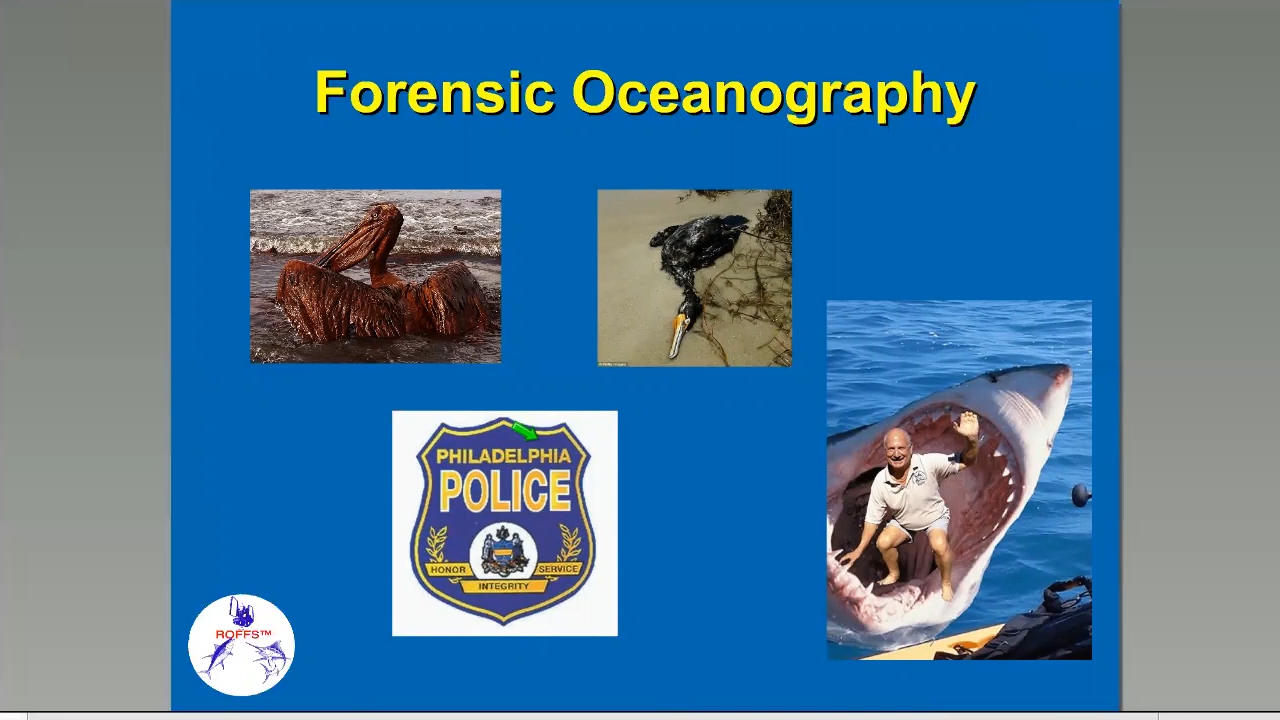 Forensic Oceanography
PHILADELPHIA
POLICE
HONOR
SERVICE
INTEGRITY
ROFFS™